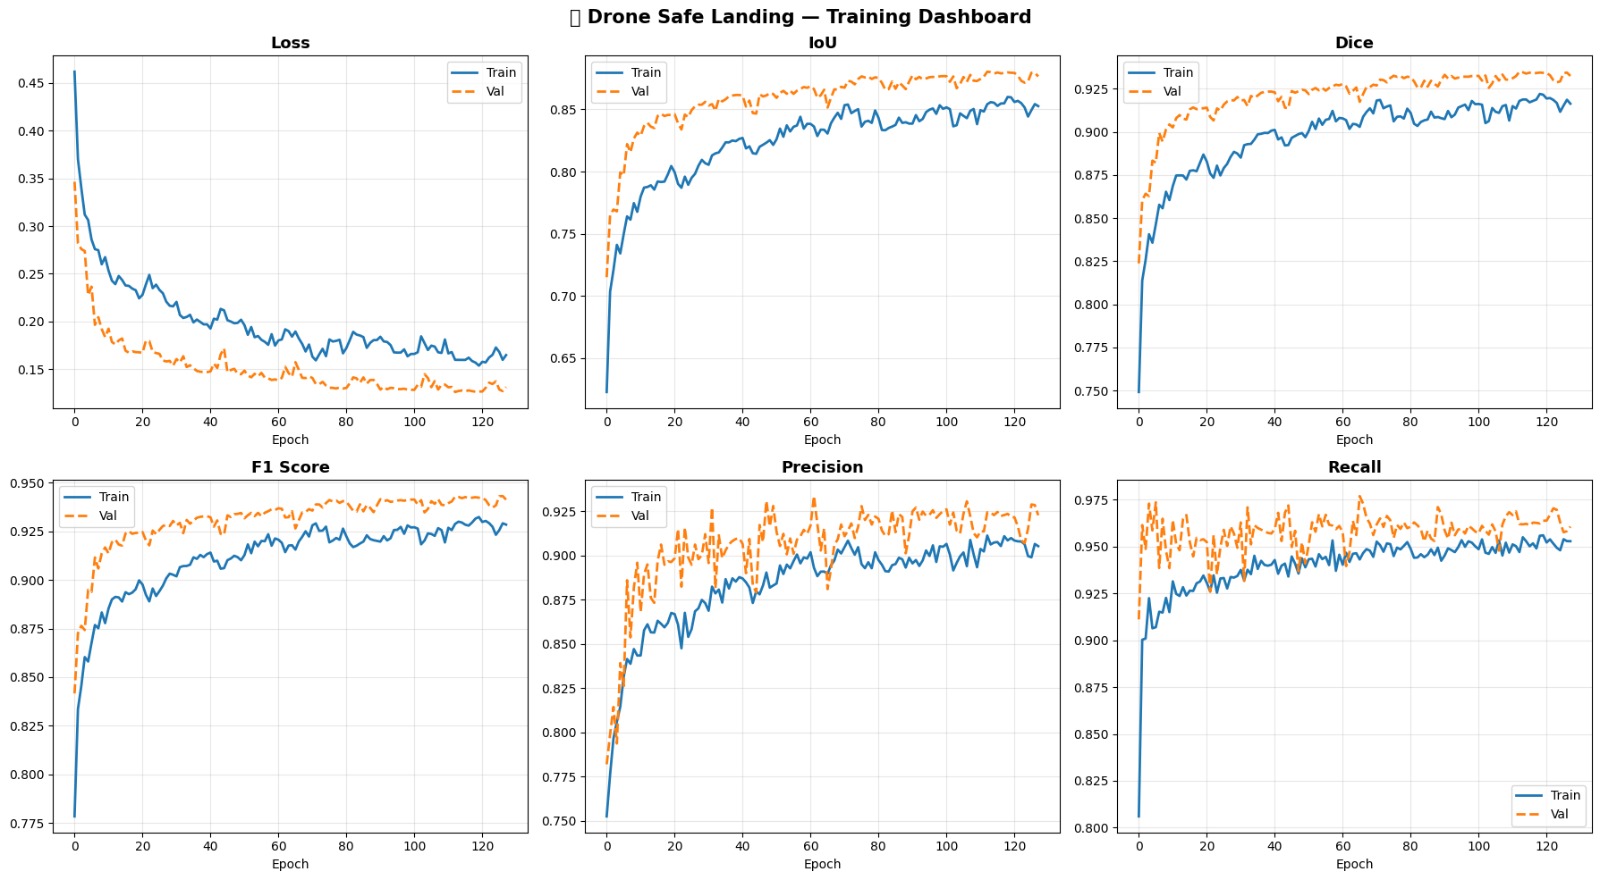 Drone Safe Landing — Training Dashboard
Loss
IoU
Dice
Train
Val
Train
Val
Train
Val
0.45
0.40
0.35
0.30
0.25
0.20
0.15
0.85
0.80
0.75
0.70
0.65
0.925
0.900
0.875
0.850
0.825
0.800
0.775
0.750
0 20 40 60 80 100 120
0 20 40 60 80 100 120
0 20 40 60 80 100 120
Epoch
Epoch
Epoch
F1 Score
Precision
Recall
Train
Val
Train
Val
0.950
0.925
0.900
0.875
0.850
0.825
0.800
0.775
0.925
0.900
0.875
0.850
0.825
0.800
0.775
0.750
0.975
0.950
0.925
0.900
0.875
0.850
0.825
0.800
Train
Val
0 20 40 60 80 100 120
0 20 40 60 80 100 120
0 20 40 60 80 100 120
Epoch
Epoch
Epoch